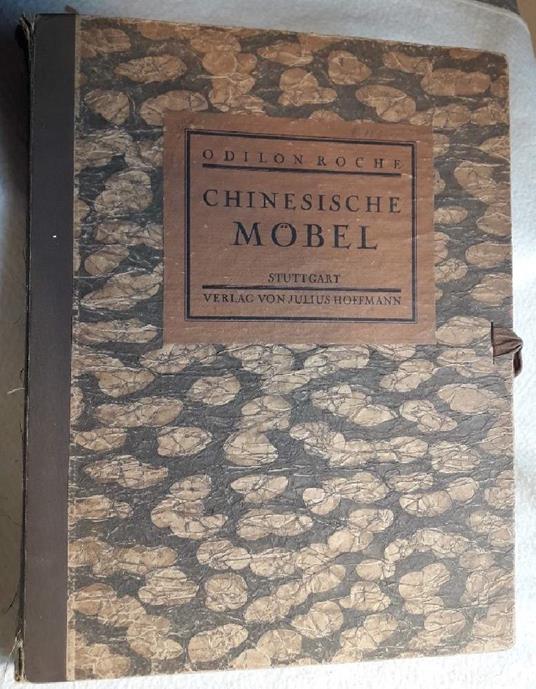 ODILON ROCHE
CHINESISCHE
MÖBEL
STUTTGART
VERLAG VON JULIUS HOFFMANN